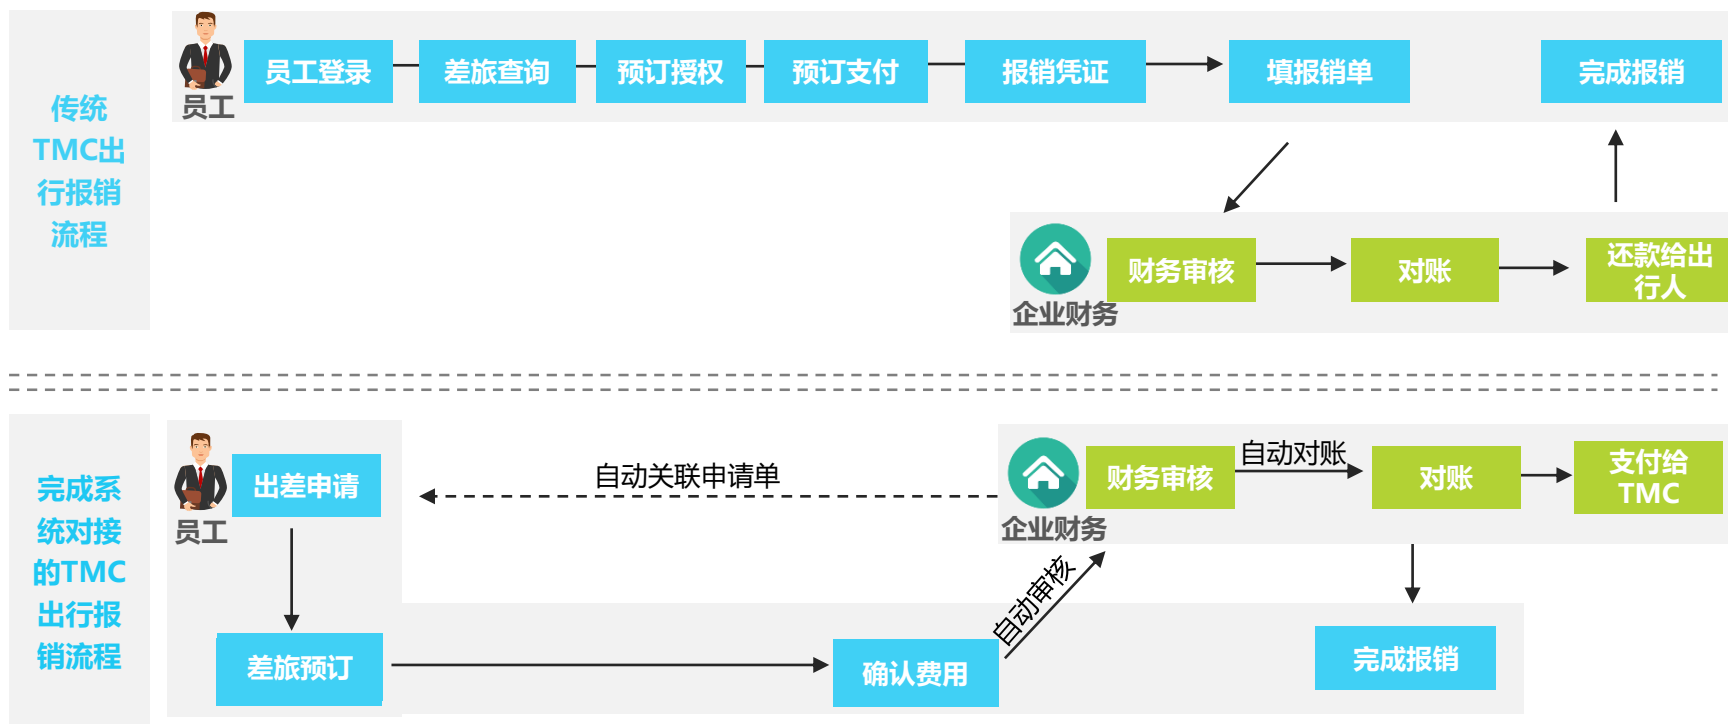 传统
TMC出
行报销
流程
员工
员工登录
差旅查询
预订授权
预订支付
报销凭证
填报销单
完成报销
企业财务
财务审核
对账
还款给出
行人
完成系
统对接
的TMC
出行报
销流程
员工
出差申请
自动关联申请单
企业财务
财务审核
自动对账
对账
支付给
TMC
自动审核
差旅预订
确认费用
完成报销